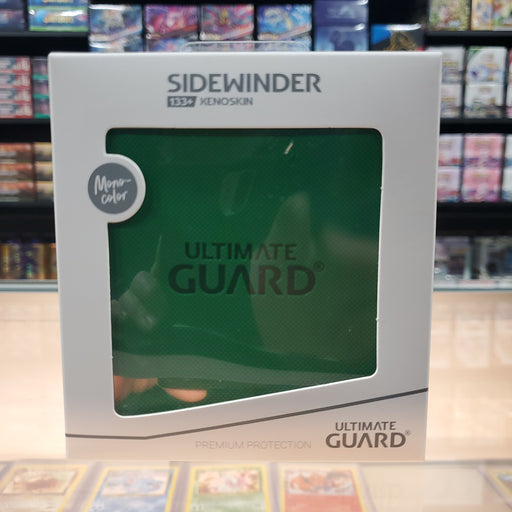 SIDEWINDER
133+ XENOSKIN
Mono-
color
ULTIMATE
GUARD®
PREMIUM PROTECTION
ULTIMATE
GUARD®